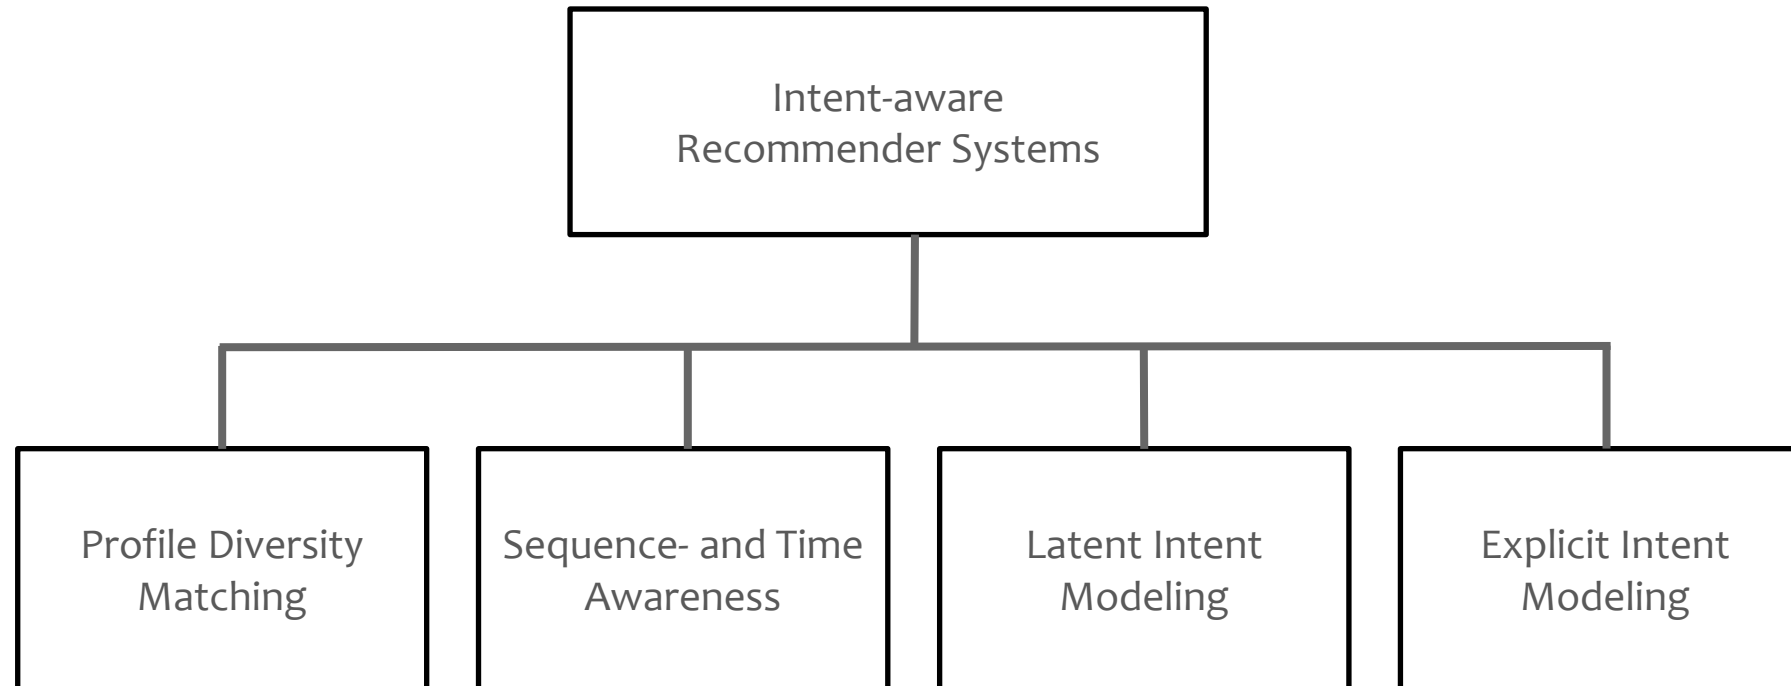 Intent-aware
Recommender Systems
Profile Diversity
Matching
Sequence- and Time
Awareness
Latent Intent
Modeling
Explicit Intent
Modeling